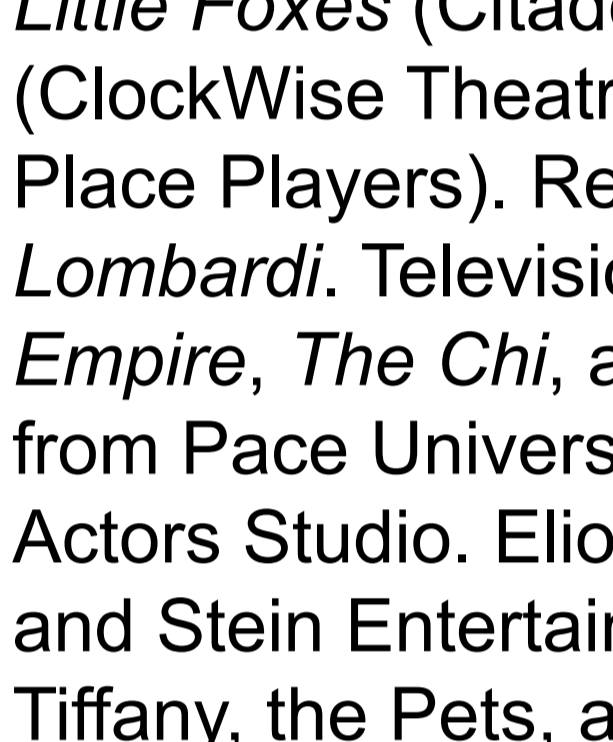 Little Foxes (Citad
(ClockWise Theatr
Place Players). Re
Lombardi. Televisi
Empire, The Chi, a
from Pace Univers
Actors Studio. Elio
and Stein Entertai
Tiffany, the Pets, a